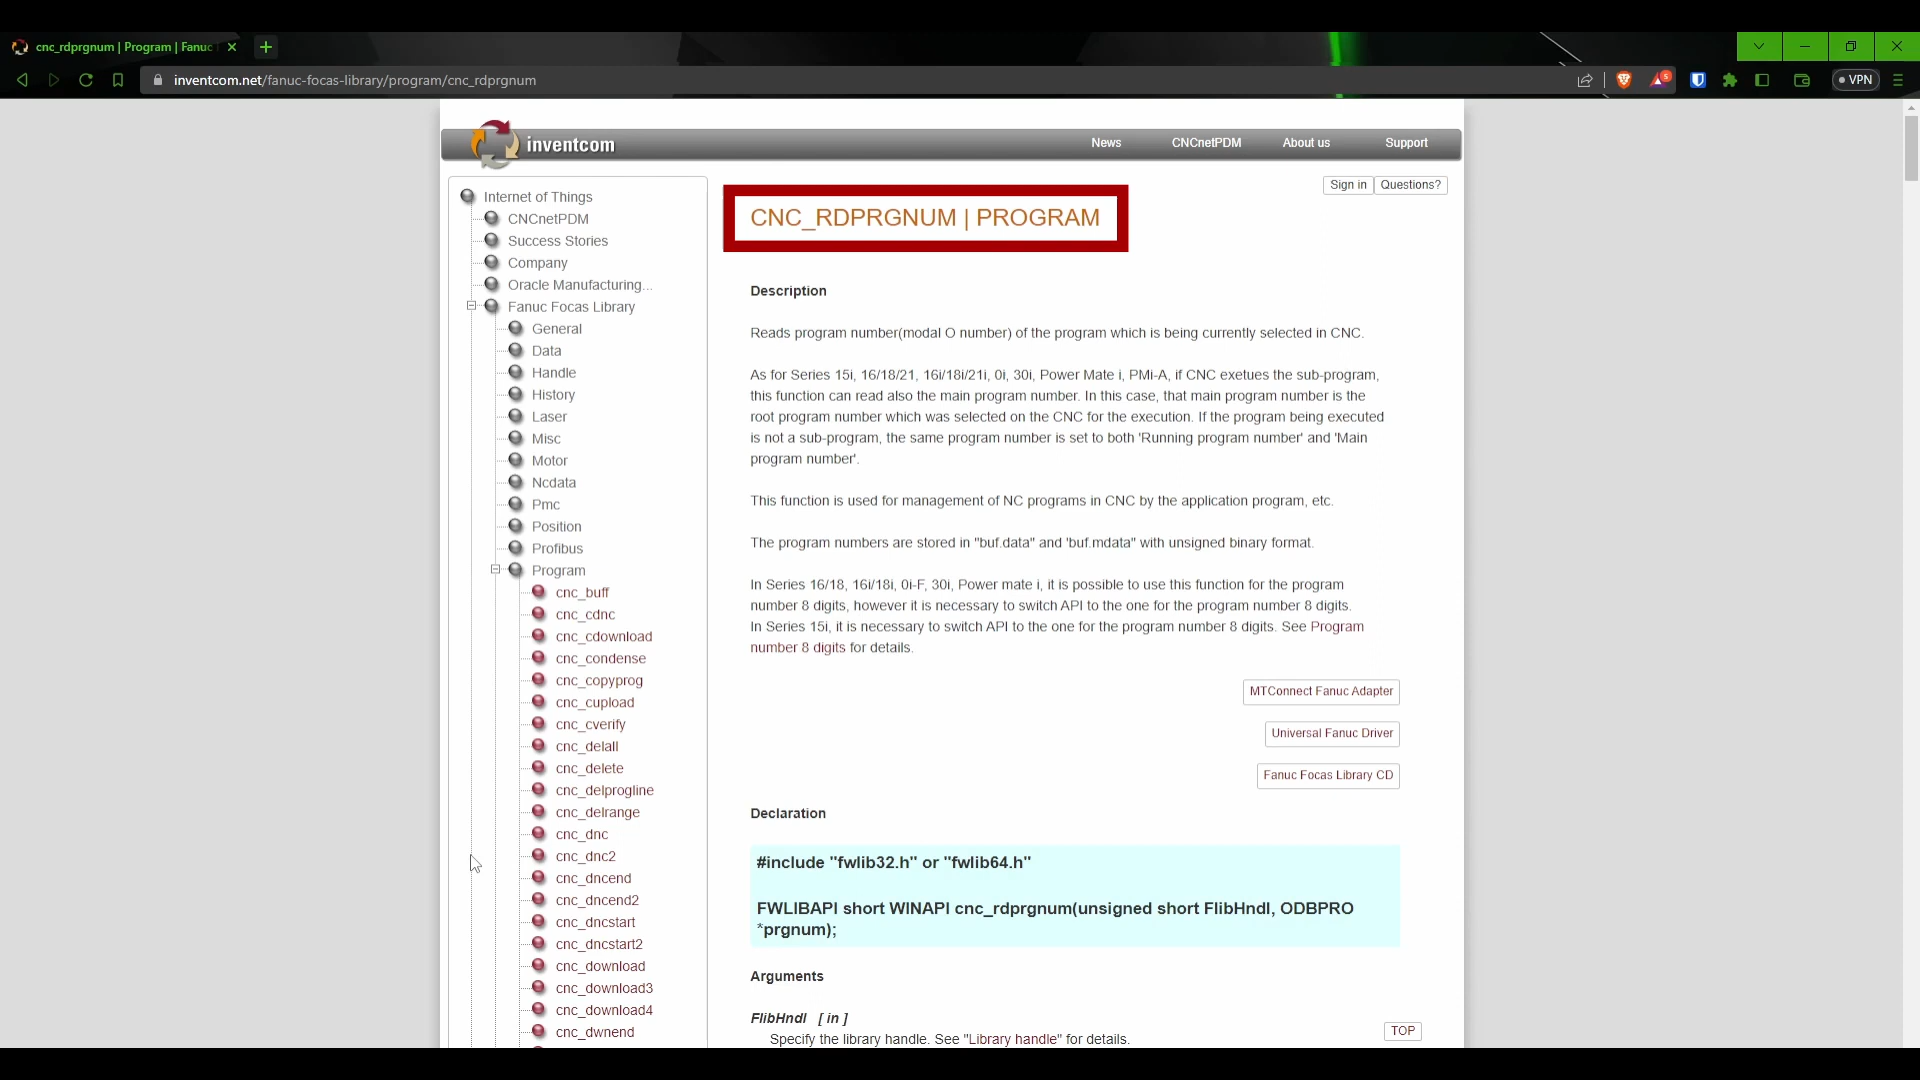 cnc_rdprgnum | Program | Fanuc
inventcom.net/fanuc-focas-library/program/cnc_rdprgnum
5
VPN
inventcom
News
CNCnetPDM
About us
Support
Sign in
Questions?
Internet of Things
CNCnetPDM
Success Stories
Company
Oracle Manufacturing...
Fanuc Focas Library
General
Data
Handle
History
Laser
Misc
Motor
Ncdata
Pmc
Position
Profibus
Program
cnc_buff
cnc_cdnc
cnc_cdownload
cnc_condense
cnc_copyprog
cnc_cupload
cnc_cverify
cnc_delall
cnc_delete
cnc_delprogline
cnc_delrange
cnc_dnc
cnc_dnc2
cnc_dncend
cnc_dncend2
cnc_dncstart
cnc_dncstart2
cnc_download
cnc_download3
cnc_download4
cnc_dwnend
CNC_RDPRGNUM | PROGRAM
Description
Reads program number(modal O number) of the program which is being currently selected in CNC.
As for Series 15i, 16/18/21, 16i/18i/21i, 0i, 30i, Power Mate i, PMi-A, if CNC exetues the sub-program,
this function can read also the main program number. In this case, that main program number is the
root program number which was selected on the CNC for the execution. If the program being executed
is not a sub-program, the same program number is set to both 'Running program number' and 'Main
program number'.
This function is used for management of NC programs in CNC by the application program, etc.
The program numbers are stored in "buf.data" and 'buf.mdata" with unsigned binary format.
In Series 16/18, 16i/18i, 0i-F, 30i, Power mate i, it is possible to use this function for the program
number 8 digits, however it is necessary to switch API to the one for the program number 8 digits.
In Series 15i, it is necessary to switch API to the one for the program number 8 digits. See Program
number 8 digits for details.
MTConnect Fanuc Adapter
Universal Fanuc Driver
Fanuc Focas Library CD
Declaration
#include "fwlib32.h" or "fwlib64.h"
FWLIBAPI short WINAPI cnc_rdprgnum(unsigned short FlibHndl, ODBPRO
*prgnum);
Arguments
FlibHndl [ in ]
Specify the library handle. See "Library handle" for details.
TOP